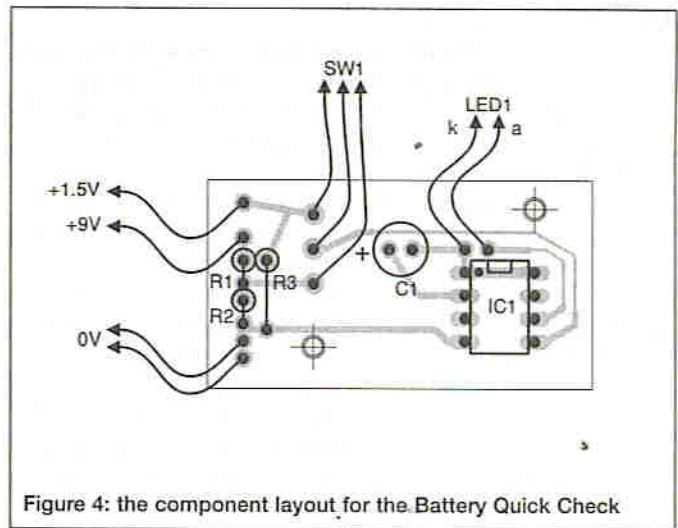 SW1
LED1
k a
+1.5V
+9V
+
R1 R3
C1
IC1
R2
0V
Figure 4: the component layout for the Battery Quick Check